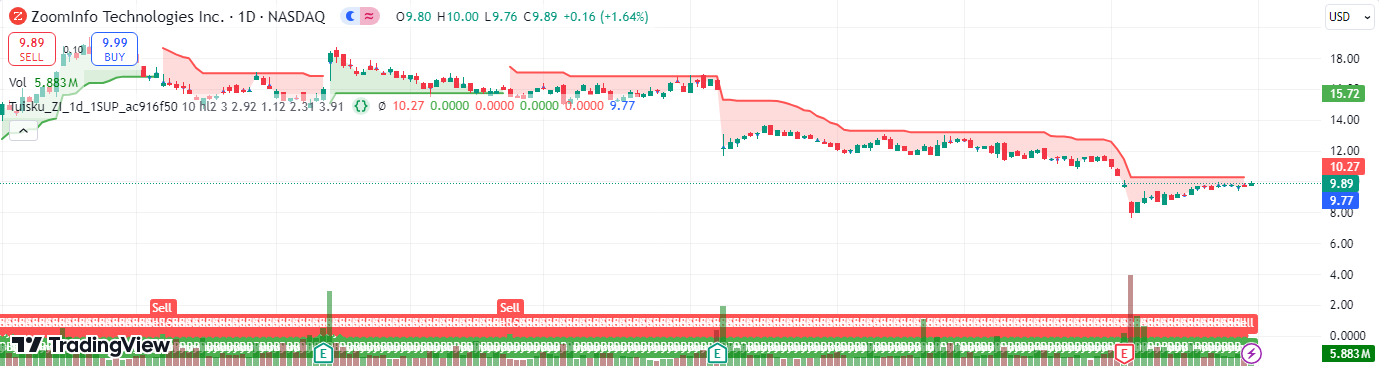 ZoomInfo Technologies Inc. · 1D · NASDAQ O9.80 H10.00 L9.76 C9.89 +0.16 (+1.64%)
USD
9.89 SELL
0.10
9.99 BUY
Vol 5.883M
Tuisku_ZI_1d_1SUP_ac916f50 10 hl2 3 2.92 1.12 2.31 3.91 {} Ø 10.27 0.0000 0.0000 0.0000 0.0000 9.77
18.00
15.72
14.00
12.00
10.27
9.89
9.77
8.00
6.00
4.00
2.00
0.0000
5.883M
Sell
Sell
TradingView
E
E
E